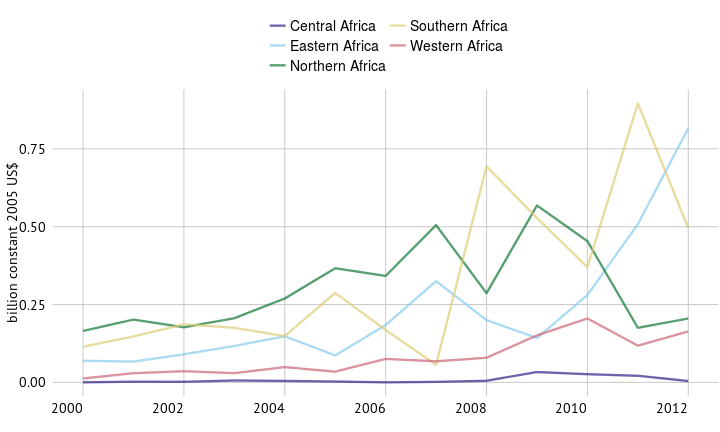 Central Africa
Eastern Africa
Northern Africa
Southern Africa
Western Africa
billion constant 2005 US$
0.75
0.50
0.25
0.00
2000 2002 2004 2006 2008 2010 2012